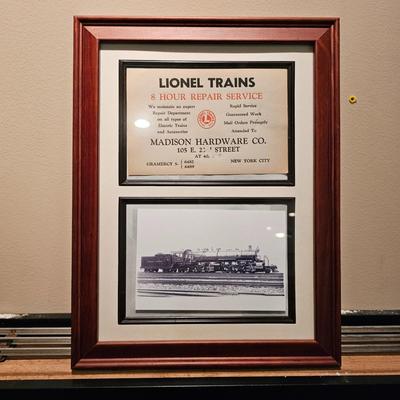 LIONEL TRAINS
8 HOUR REPAIR SERVICE
We maintain an expert
Repair Department
on all types of
Electric Trains
and Accessories
Rapid Service
Guaranteed Work
Mail Orders Promptly
Attended To
MADISON HARDWARE CO.
105 E. STREET
AT
GRAMERCY 5-
NEW YORK CITY